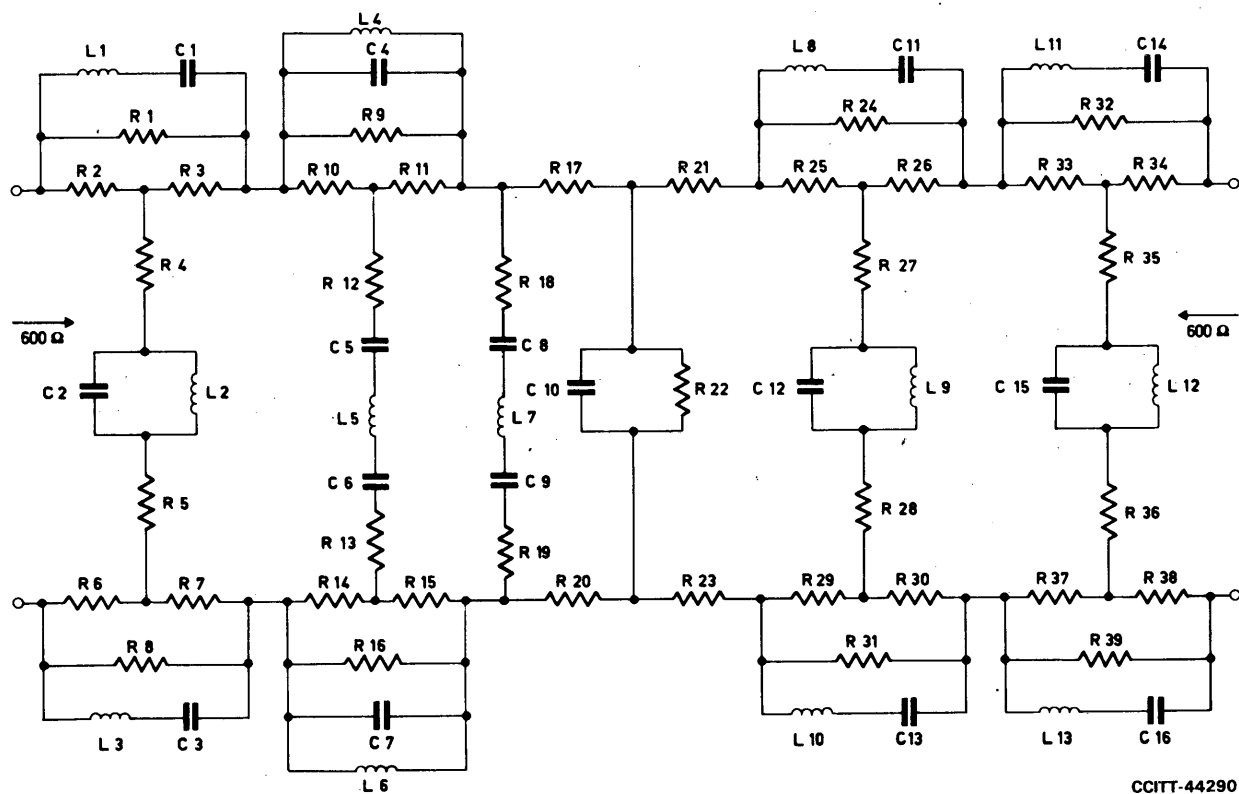 L 4
L 1 C 1 C 4 L 8 C 11 L 11 C 14
R 1 R 9 R 24 R 32
R 2 R 3 R 10 R 11 R 17 R 21 R 25 R 26 R 33 R 34
R 4 R 12 R 18 R 27 R 35
600 Ω 600 Ω
C 2 L 2 C 5 L 5 C 8 L 7 C 10 R 22 C 12 L 9 C 15 L 12
C 6 C 9
R 5 R 13 R 19 R 28 R 36
R 6 R 7 R 14 R 15 R 20 R 23 R 29 R 30 R 37 R 38
R 8 R 16 R 31 R 39
L 3 C 3 C 7 L 10 C 13 L 13 C 16
L 6
CCITT-44290